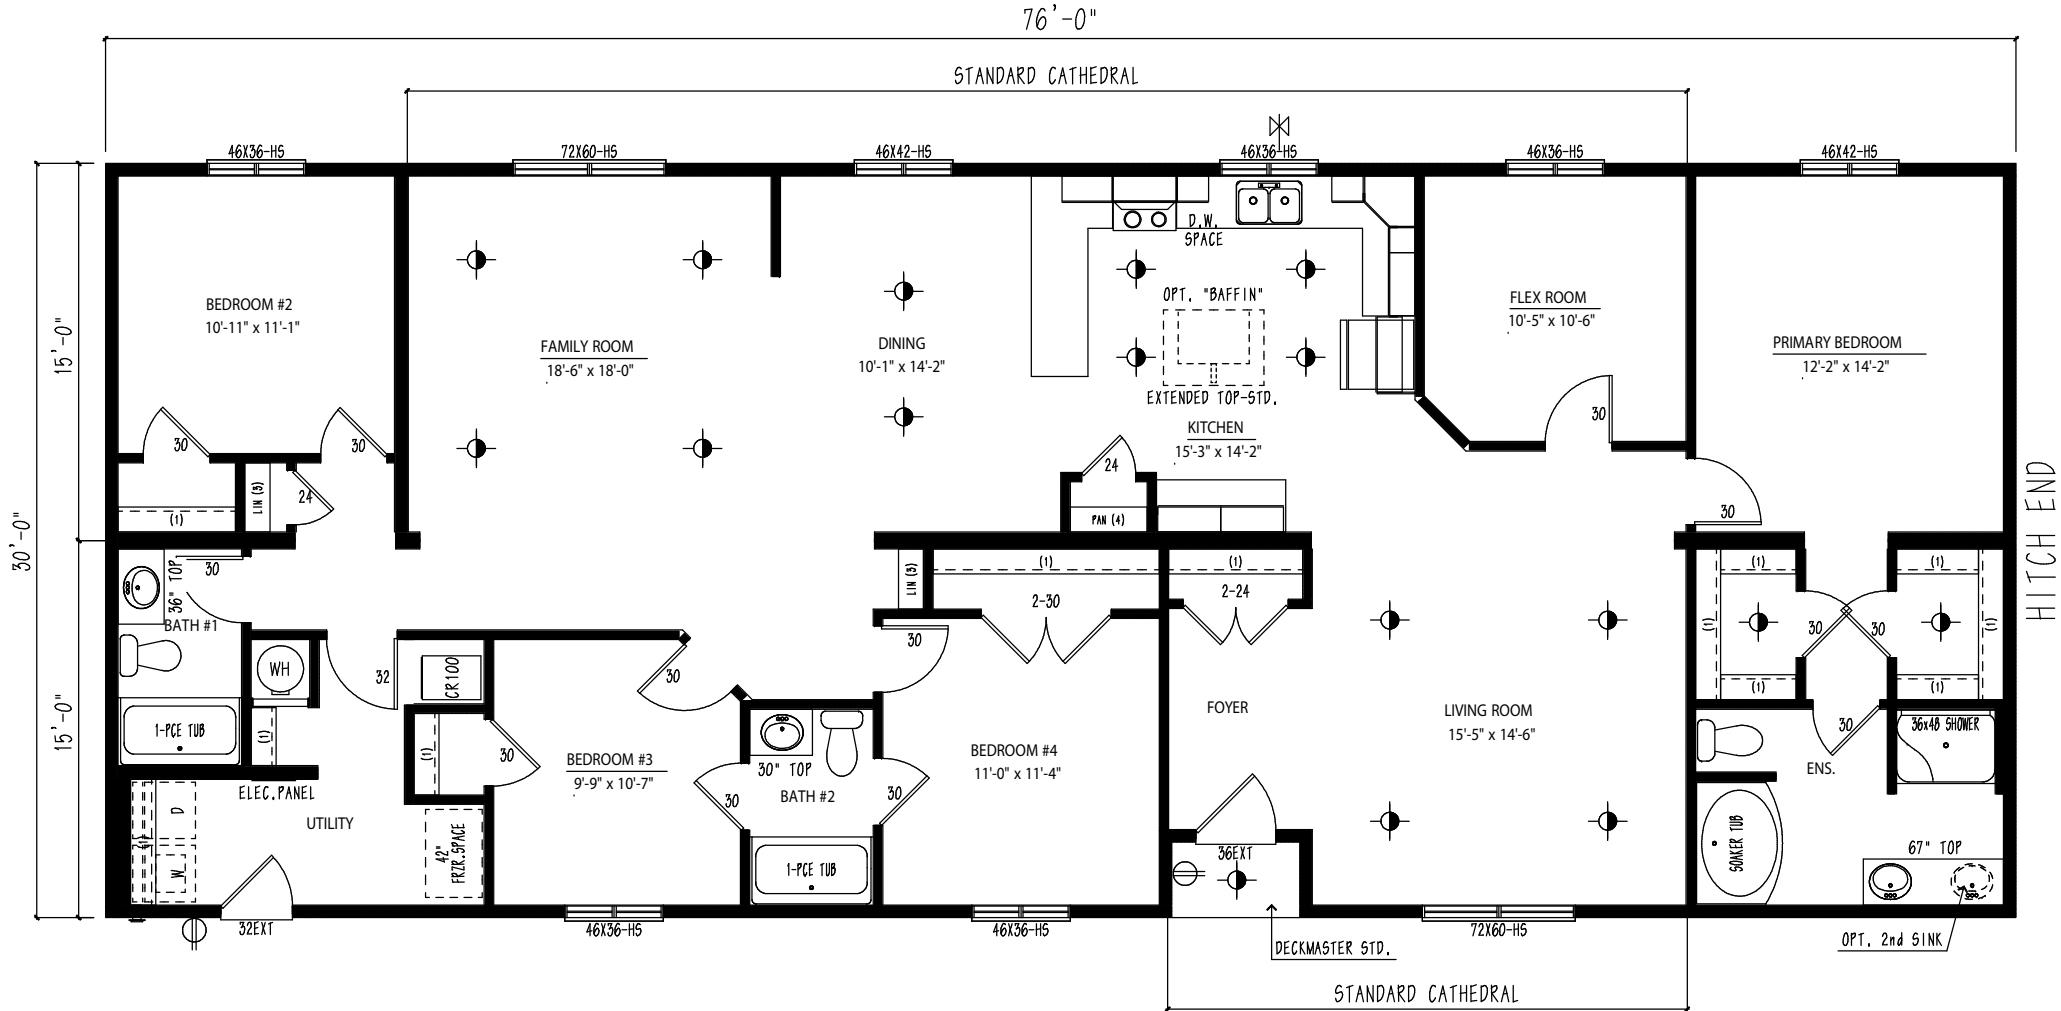 76'-0"
STANDARD CATHEDRAL
46X36-HS
72X60-HS
46X42-HS
46X36-HS
46X36-HS
46X42-HS
15'-0"
30'-0"
15'-0"
HITCH END
BEDROOM #2
10'-11" x 11'-1"
30
30
(1)
LIN (3)
24
FAMILY ROOM
18'-6" x 18'-0"
DINING
10'-1" x 14'-2"
D.W.
SPACE
OPT. "BAFFIN"
EXTENDED TOP-STD.
KITCHEN
15'-3" x 14'-2"
24
PAN (4)
FLEX ROOM
10'-5" x 10'-6"
30
PRIMARY BEDROOM
12'-2" x 14'-2"
30
30
36" TOP
BATH #1
1-PCE TUB
WH
(1)
32
CR100
(1)
30
ELEC.PANEL
UTILITY
D
W
(1)
42"
FRZR.SPACE
32EXT
BEDROOM #3
9'-9" x 10'-7"
30
30" TOP
BATH #2
30
30
1-PCE TUB
LIN (3)
30
(1)
2-30
BEDROOM #4
11'-0" x 11'-4"
(1)
2-24
FOYER
36EXT
LIVING ROOM
15'-5" x 14'-6"
(1)
(1)
(1)
30
30
(1)
(1)
(1)
30
36x48 SHOWER
ENS.
SOAKER TUB
67" TOP
OPT. 2nd SINK
46X36-HS
46X36-HS
72X60-HS
DECKMASTER STD.
STANDARD CATHEDRAL